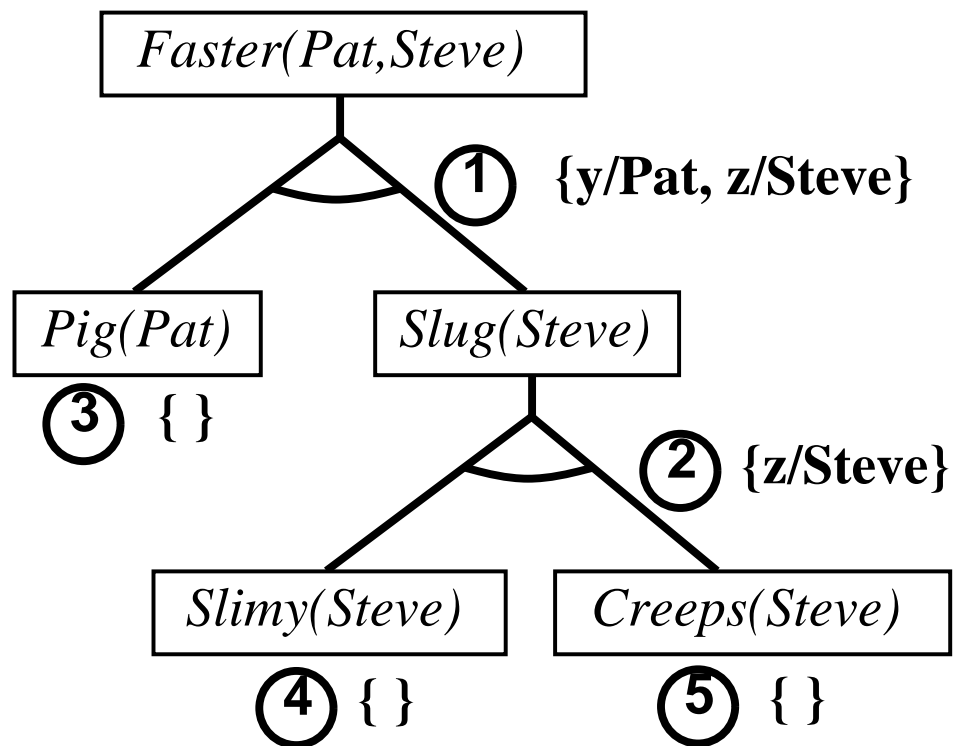 Faster(Pat,Steve)
1 {y/Pat, z/Steve}
Pig(Pat) Slug(Steve)
3 { }
2 {z/Steve}
Slimy(Steve) Creeps(Steve)
4 { } 5 { }